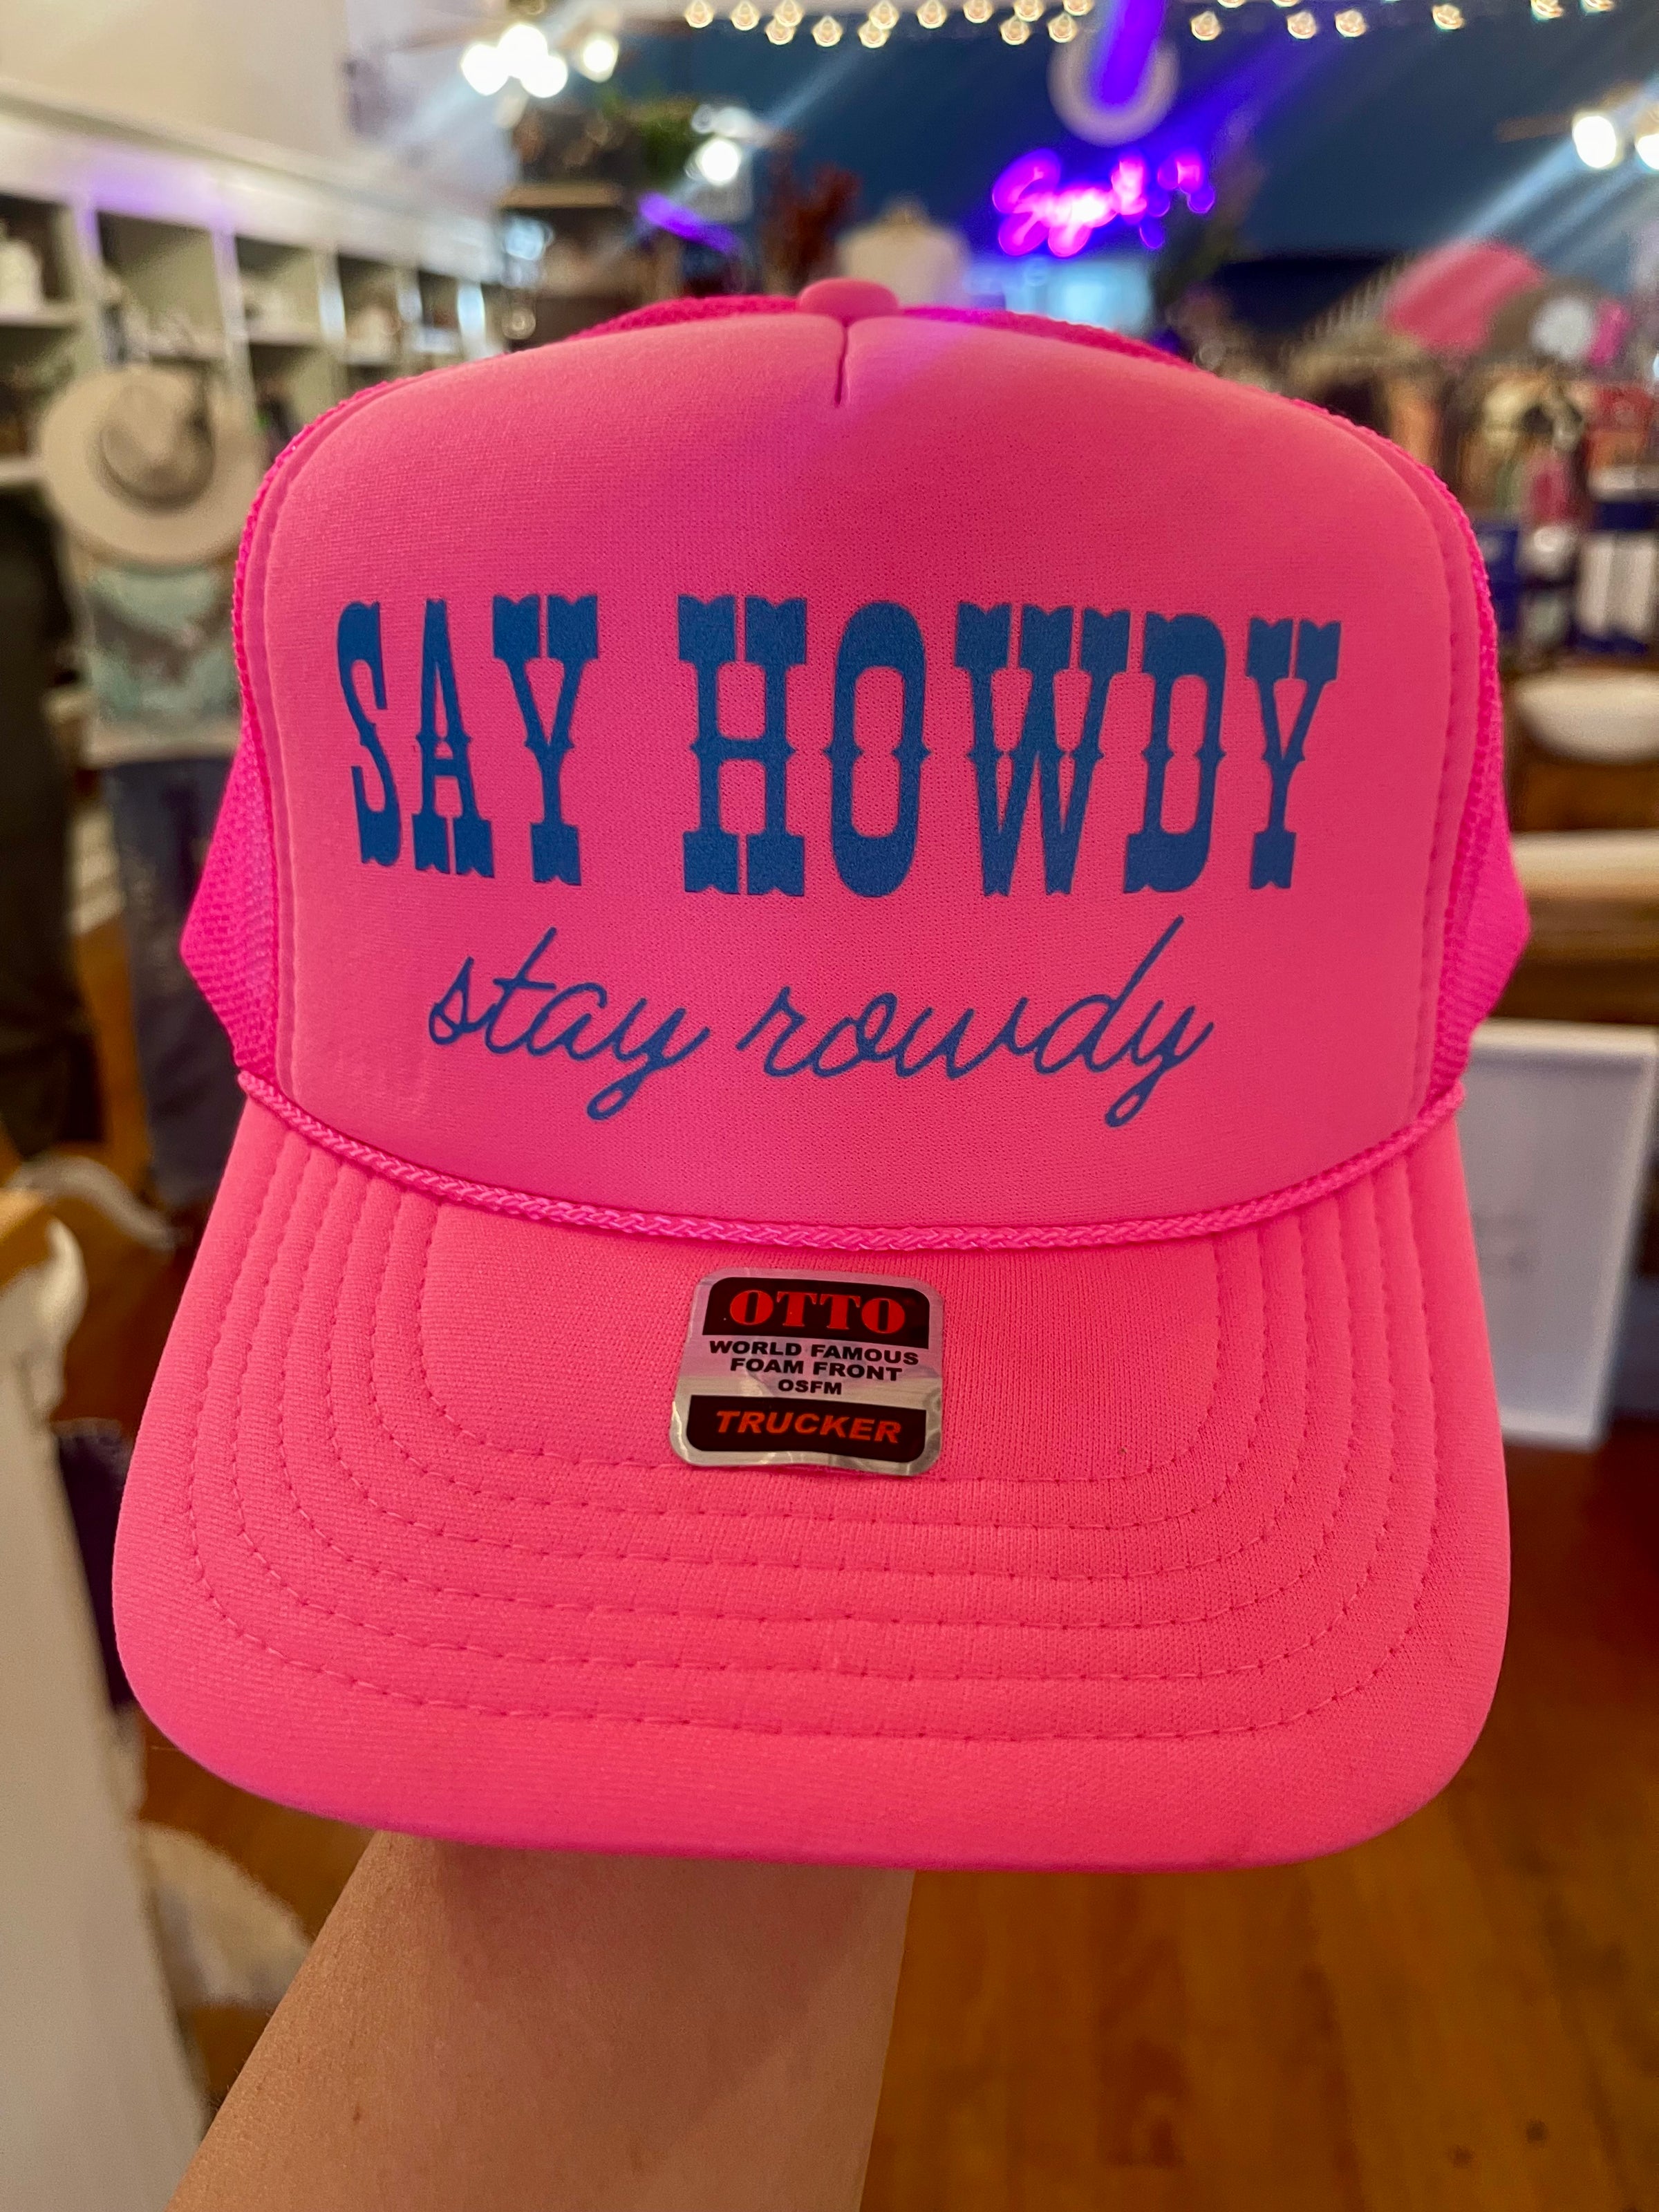 SAY HOWDY
stay rowdy
OTTO
WORLD FAMOUS
FOAM FRONT
OSFM
TRUCKER